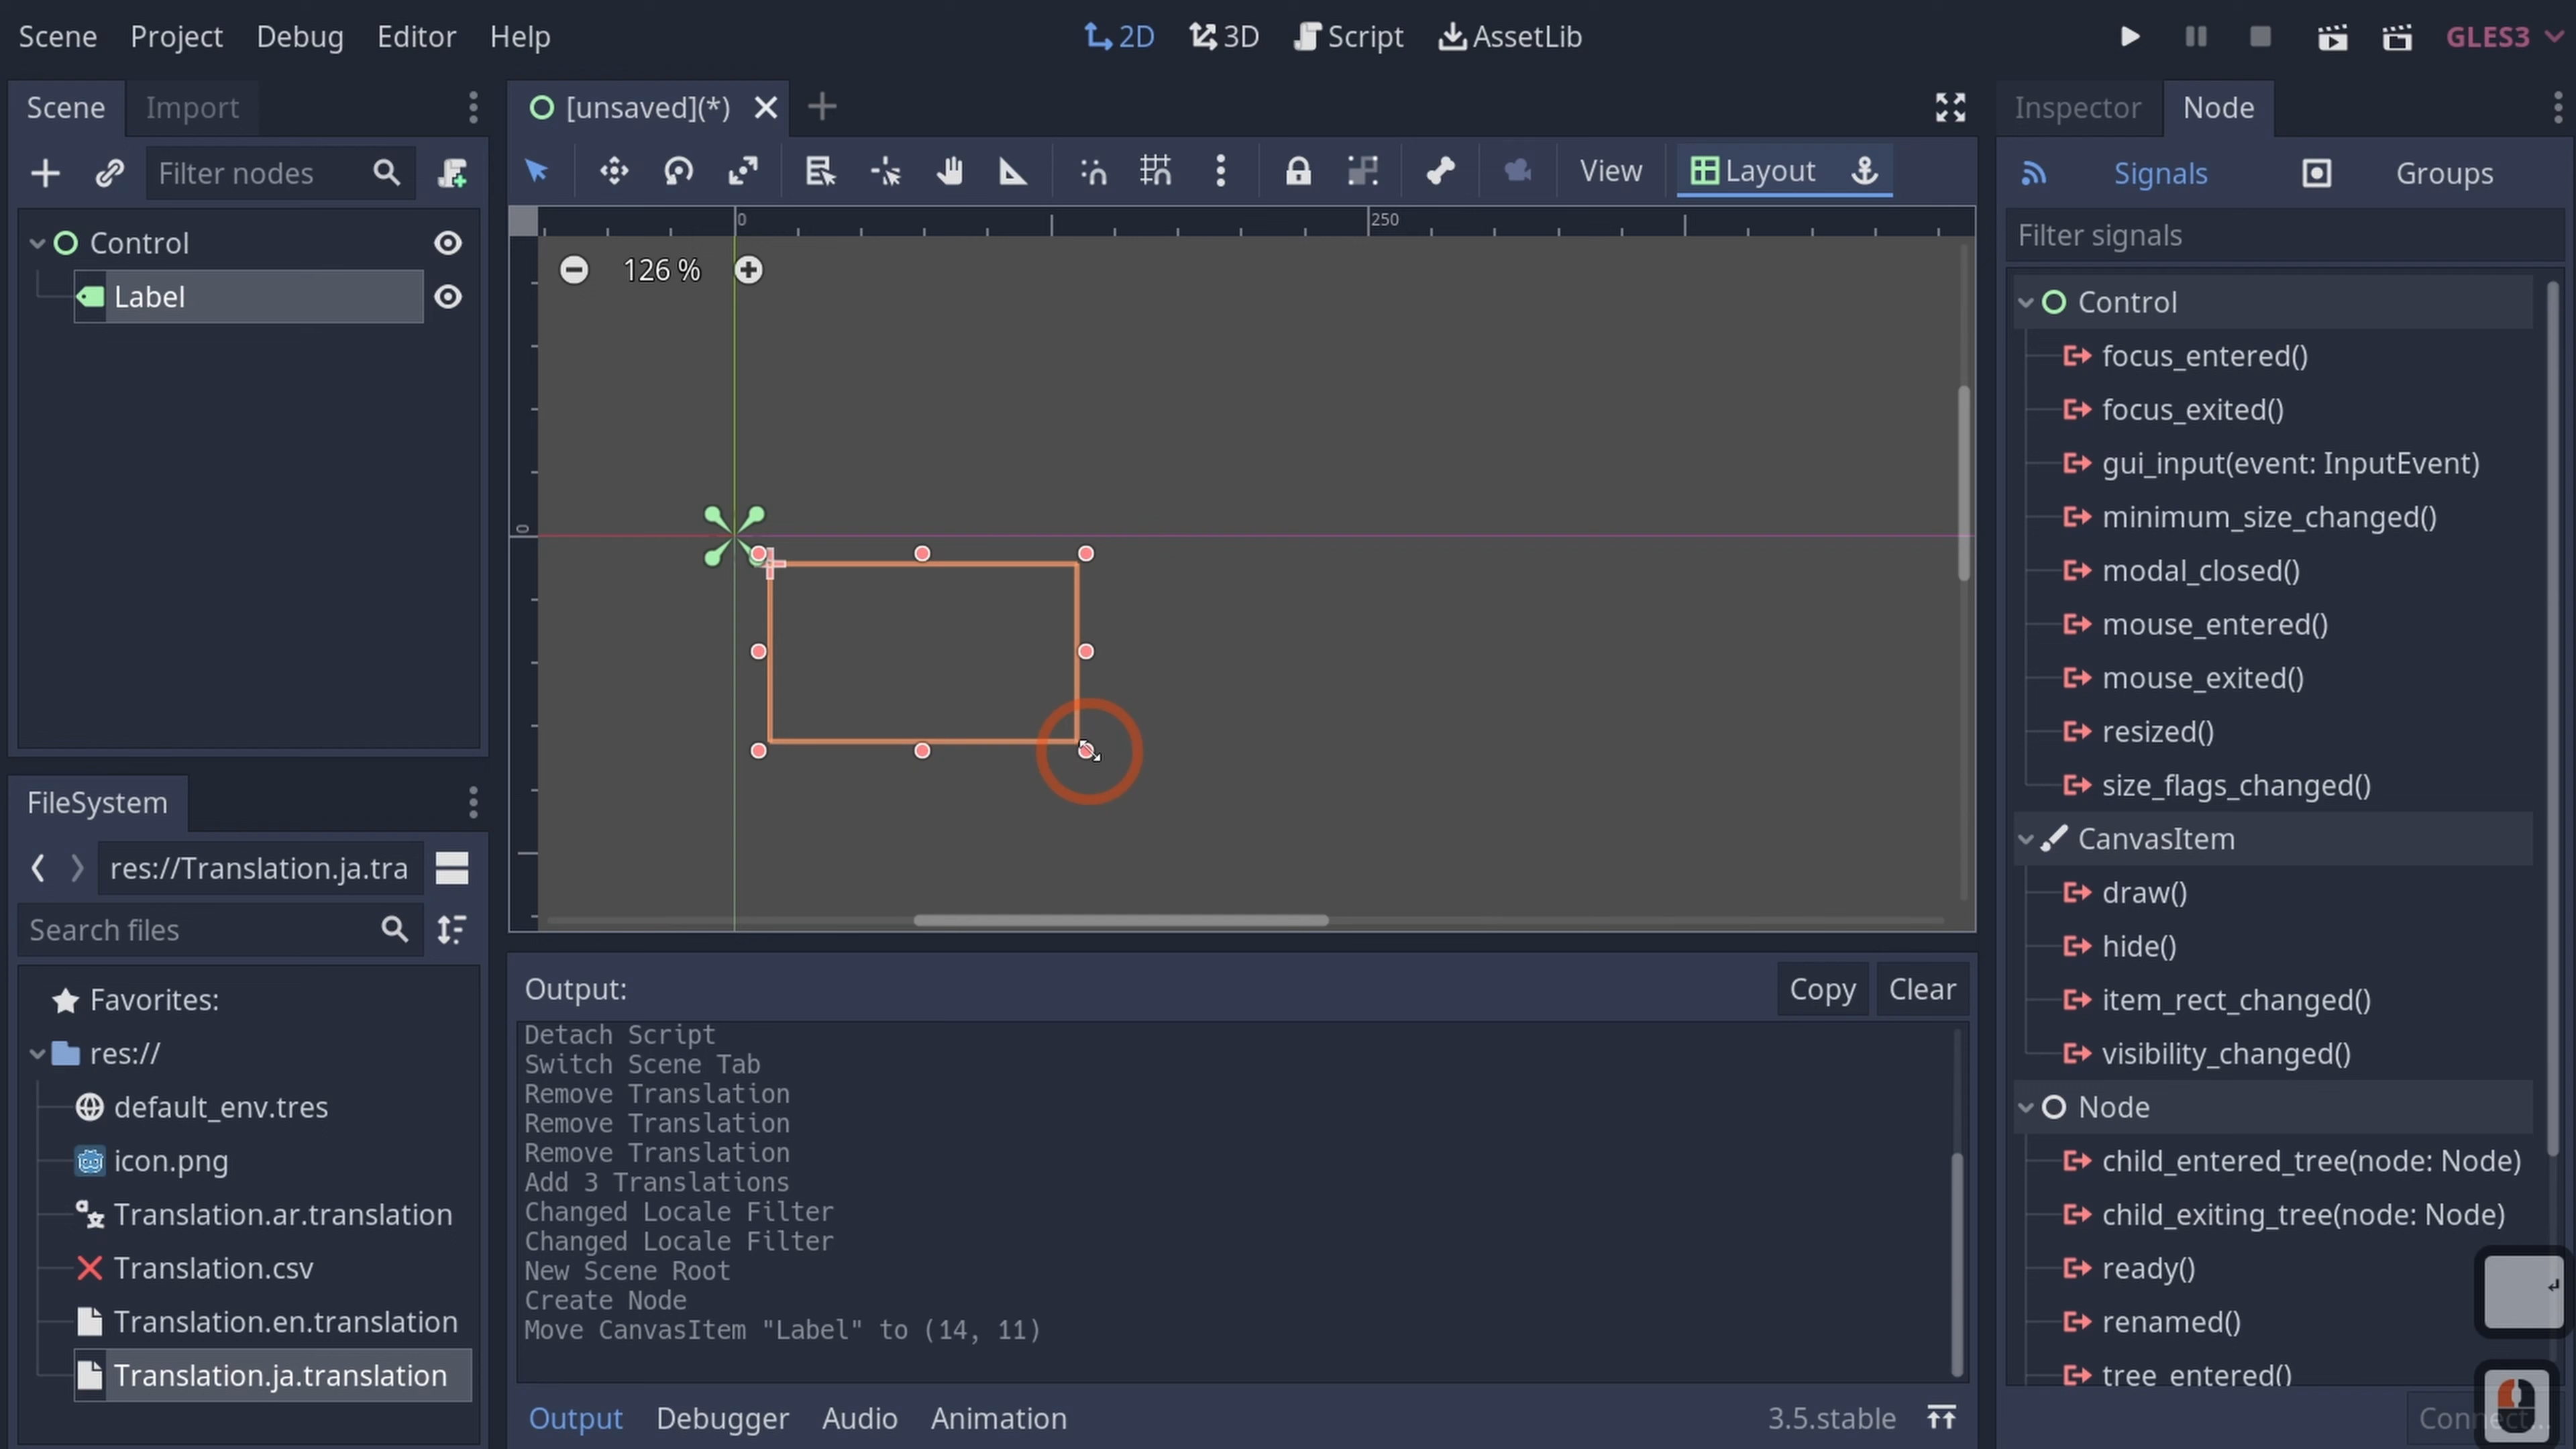 Scene Project Debug Editor Help
2D 3D Script AssetLib
GLES3
Scene Import
Filter nodes
Control
Label
FileSystem
res://Translation.ja.tra
Search files
Favorites:
res://
default_env.tres
icon.png
Translation.ar.translation
Translation.csv
Translation.en.translation
Translation.ja.translation
[unsaved](*)
View Layout
0 250
126 %
0
Output: Copy Clear
Detach Script
Switch Scene Tab
Remove Translation
Remove Translation
Remove Translation
Add 3 Translations
Changed Locale Filter
Changed Locale Filter
New Scene Root
Create Node
Move CanvasItem "Label" to (14, 11)
Output Debugger Audio Animation 3.5.stable
Inspector Node
Signals Groups
Filter signals
Control
focus_entered()
focus_exited()
gui_input(event: InputEvent)
minimum_size_changed()
modal_closed()
mouse_entered()
mouse_exited()
resized()
size_flags_changed()
CanvasItem
draw()
hide()
item_rect_changed()
visibility_changed()
Node
child_entered_tree(node: Node)
child_exiting_tree(node: Node)
ready()
renamed()
tree_entered()